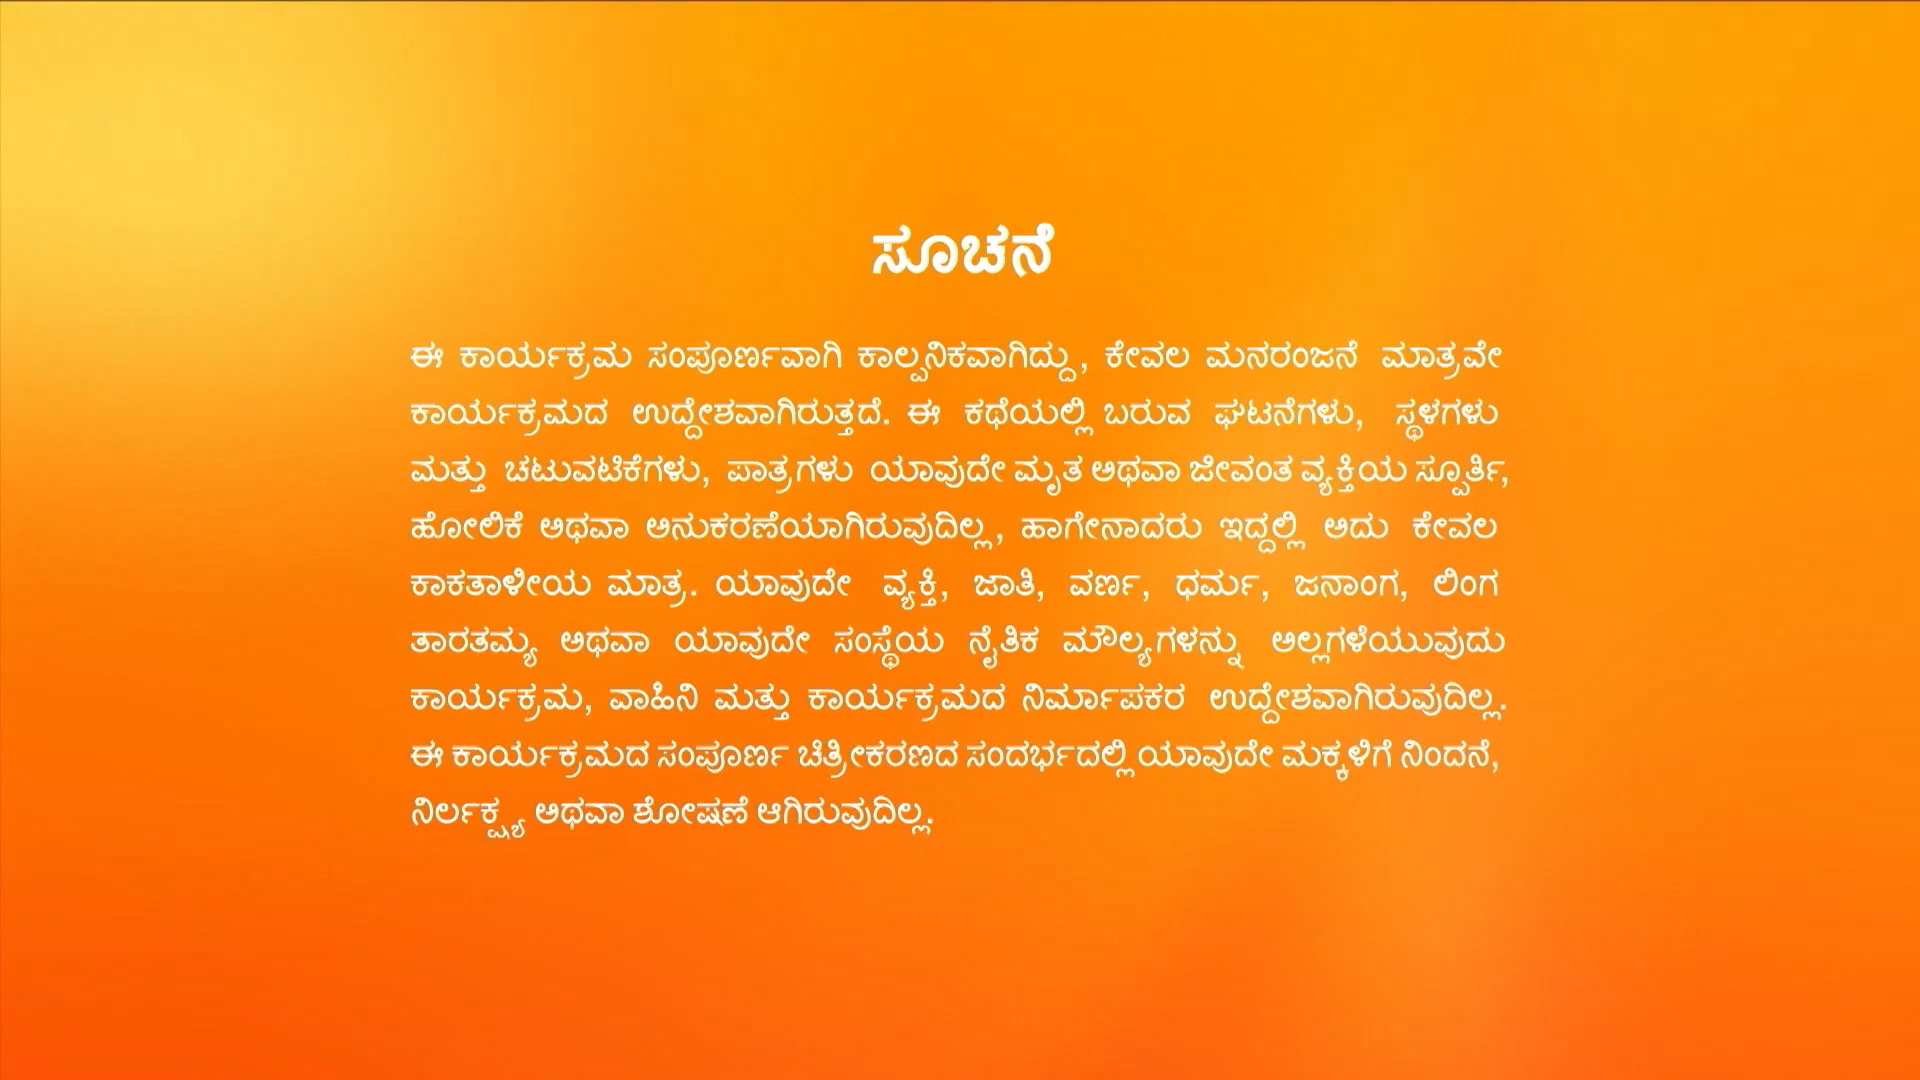 ಸೂಚನೆ
ಈ ಕಾರ್ಯಕ್ರಮ ಸಂಪೂರ್ಣವಾಗಿ ಕಾಲ್ಪನಿಕವಾಗಿದ್ದು, ಕೇವಲ ಮನರಂಜನೆ ಮಾತ್ರವೇ
ಕಾರ್ಯಕ್ರಮದ ಉದ್ದೇಶವಾಗಿರುತ್ತದೆ. ಈ ಕಥೆಯಲ್ಲಿ ಬರುವ ಘಟನೆಗಳು, ಸ್ಥಳಗಳು
ಮತ್ತು ಚಟುವಟಿಕೆಗಳು, ಪಾತ್ರಗಳು ಯಾವುದೇ ಮೃತ ಅಥವಾ ಜೀವಂತ ವ್ಯಕ್ತಿಯ ಸ್ಪೂರ್ತಿ,
ಹೋಲಿಕೆ ಅಥವಾ ಅನುಕರಣೆಯಾಗಿರುವುದಿಲ್ಲ, ಹಾಗೇನಾದರು ಇದ್ದಲ್ಲಿ ಅದು ಕೇವಲ
ಕಾಕತಾಳೀಯ ಮಾತ್ರ. ಯಾವುದೇ ವ್ಯಕ್ತಿ, ಜಾತಿ, ವರ್ಣ, ಧರ್ಮ, ಜನಾಂಗ, ಲಿಂಗ
ತಾರತಮ್ಯ ಅಥವಾ ಯಾವುದೇ ಸಂಸ್ಥೆಯ ನೈತಿಕ ಮೌಲ್ಯಗಳನ್ನು ಅಲ್ಲಗಳೆಯುವುದು
ಕಾರ್ಯಕ್ರಮ, ವಾಹಿನಿ ಮತ್ತು ಕಾರ್ಯಕ್ರಮದ ನಿರ್ಮಾಪಕರ ಉದ್ದೇಶವಾಗಿರುವುದಿಲ್ಲ.
ಈ ಕಾರ್ಯಕ್ರಮದ ಸಂಪೂರ್ಣ ಚಿತ್ರೀಕರಣದ ಸಂದರ್ಭದಲ್ಲಿ ಯಾವುದೇ ಮಕ್ಕಳಿಗೆ ನಿಂದನೆ,
ನಿರ್ಲಕ್ಷ್ಯ ಅಥವಾ ಶೋಷಣೆ ಆಗಿರುವುದಿಲ್ಲ.